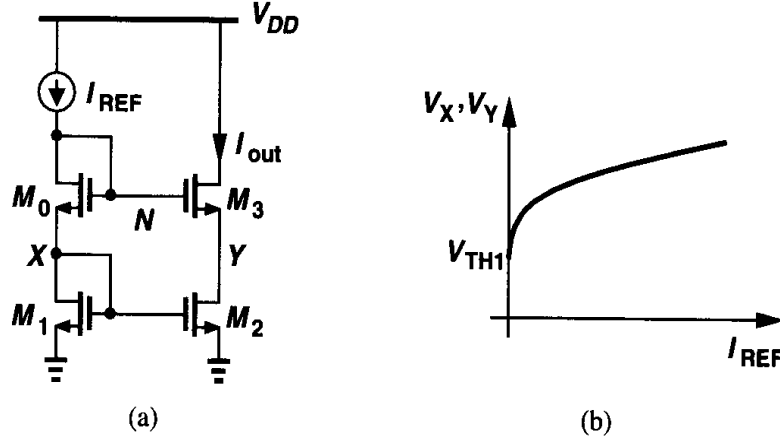 V_DD
I_REF
I_out
M_0
N
M_3
X
Y
M_1
M_2
(a)
V_X , V_Y
V_TH1
I_REF
(b)